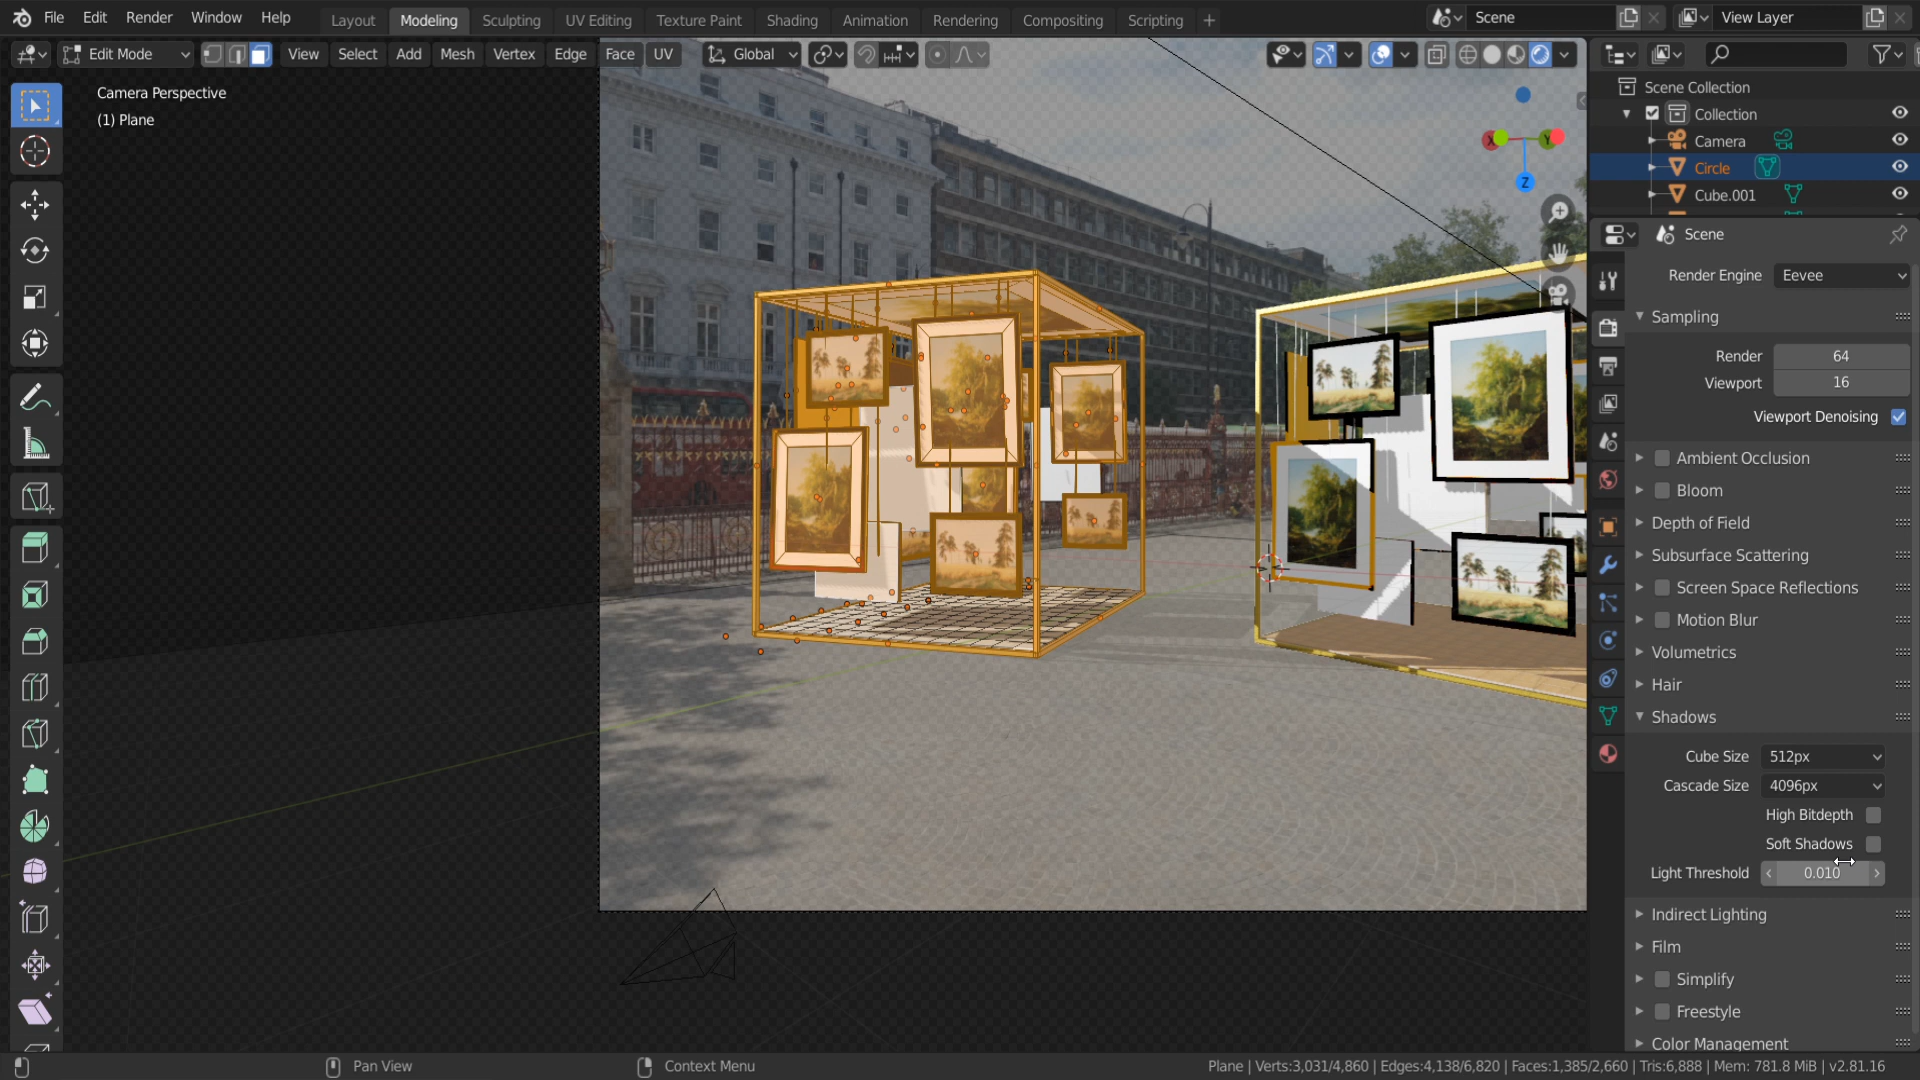 File Edit Render Window Help Layout Modeling Sculpting UV Editing Texture Paint Shading Animation Rendering Compositing Scripting + Scene View Layer
Edit Mode View Select Add Mesh Vertex Edge Face UV Global
Camera Perspective
(1) Plane
X Y
Z
Scene Collection
Collection
Camera
Circle
Cube.001
Scene
Render Engine Eevee
Sampling
Render 64
Viewport 16
Viewport Denoising
Ambient Occlusion
Bloom
Depth of Field
Subsurface Scattering
Screen Space Reflections
Motion Blur
Volumetrics
Hair
Shadows
Cube Size 512px
Cascade Size 4096px
High Bitdepth
Soft Shadows
Light Threshold 0.010
Indirect Lighting
Film
Simplify
Freestyle
Color Management
Pan View Context Menu Plane | Verts:3,031/4,860 | Edges:4,138/6,820 | Faces:1,385/2,660 | Tris:6,888 | Mem: 781.8 MiB | v2.81.16